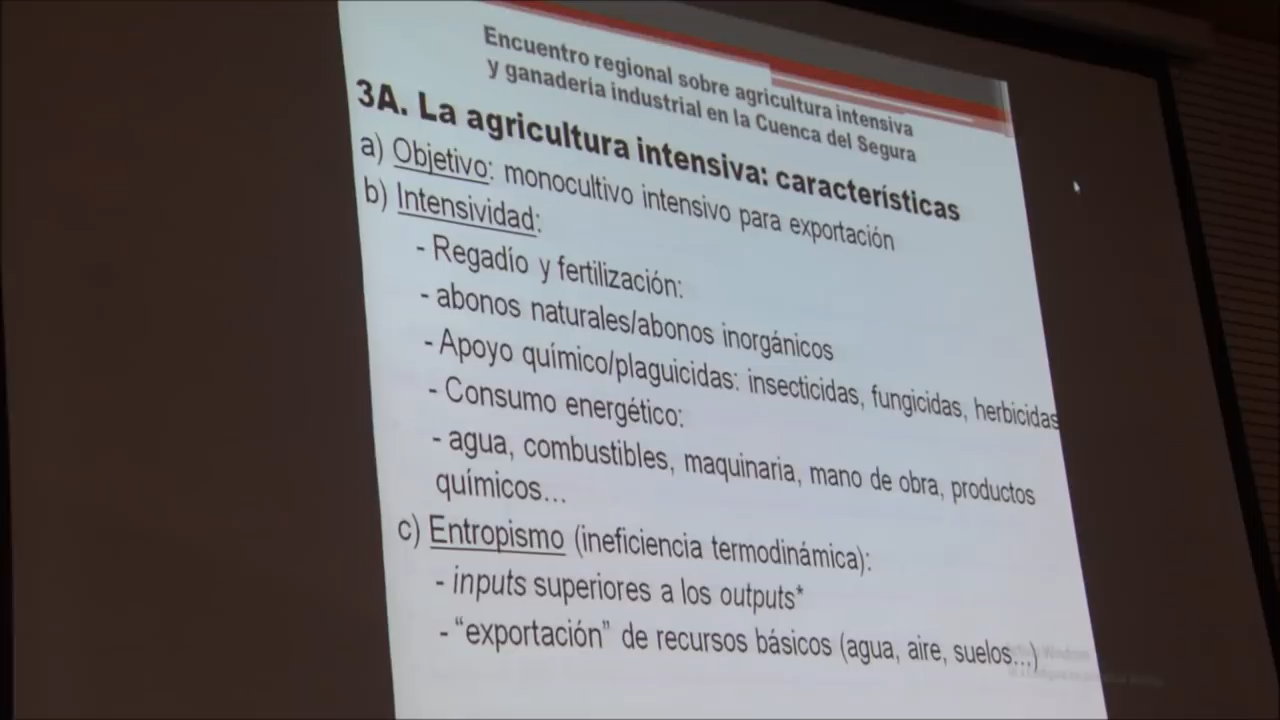 Encuentro regional sobre agricultura intensiva
y ganadería industrial en la Cuenca del Segura
3A. La agricultura intensiva: características
a) Objetivo: monocultivo intensivo para exportación
b) Intensividad:
- Regadío y fertilización:
- abonos naturales/abonos inorgánicos
- Apoyo químico/plaguicidas: insecticidas, fungicidas, herbicidas
- Consumo energético:
- agua, combustibles, maquinaria, mano de obra, productos
químicos...
c) Entropismo (ineficiencia termodinámica):
- inputs superiores a los outputs*
- “exportación” de recursos básicos (agua, aire, suelos...)
Windows